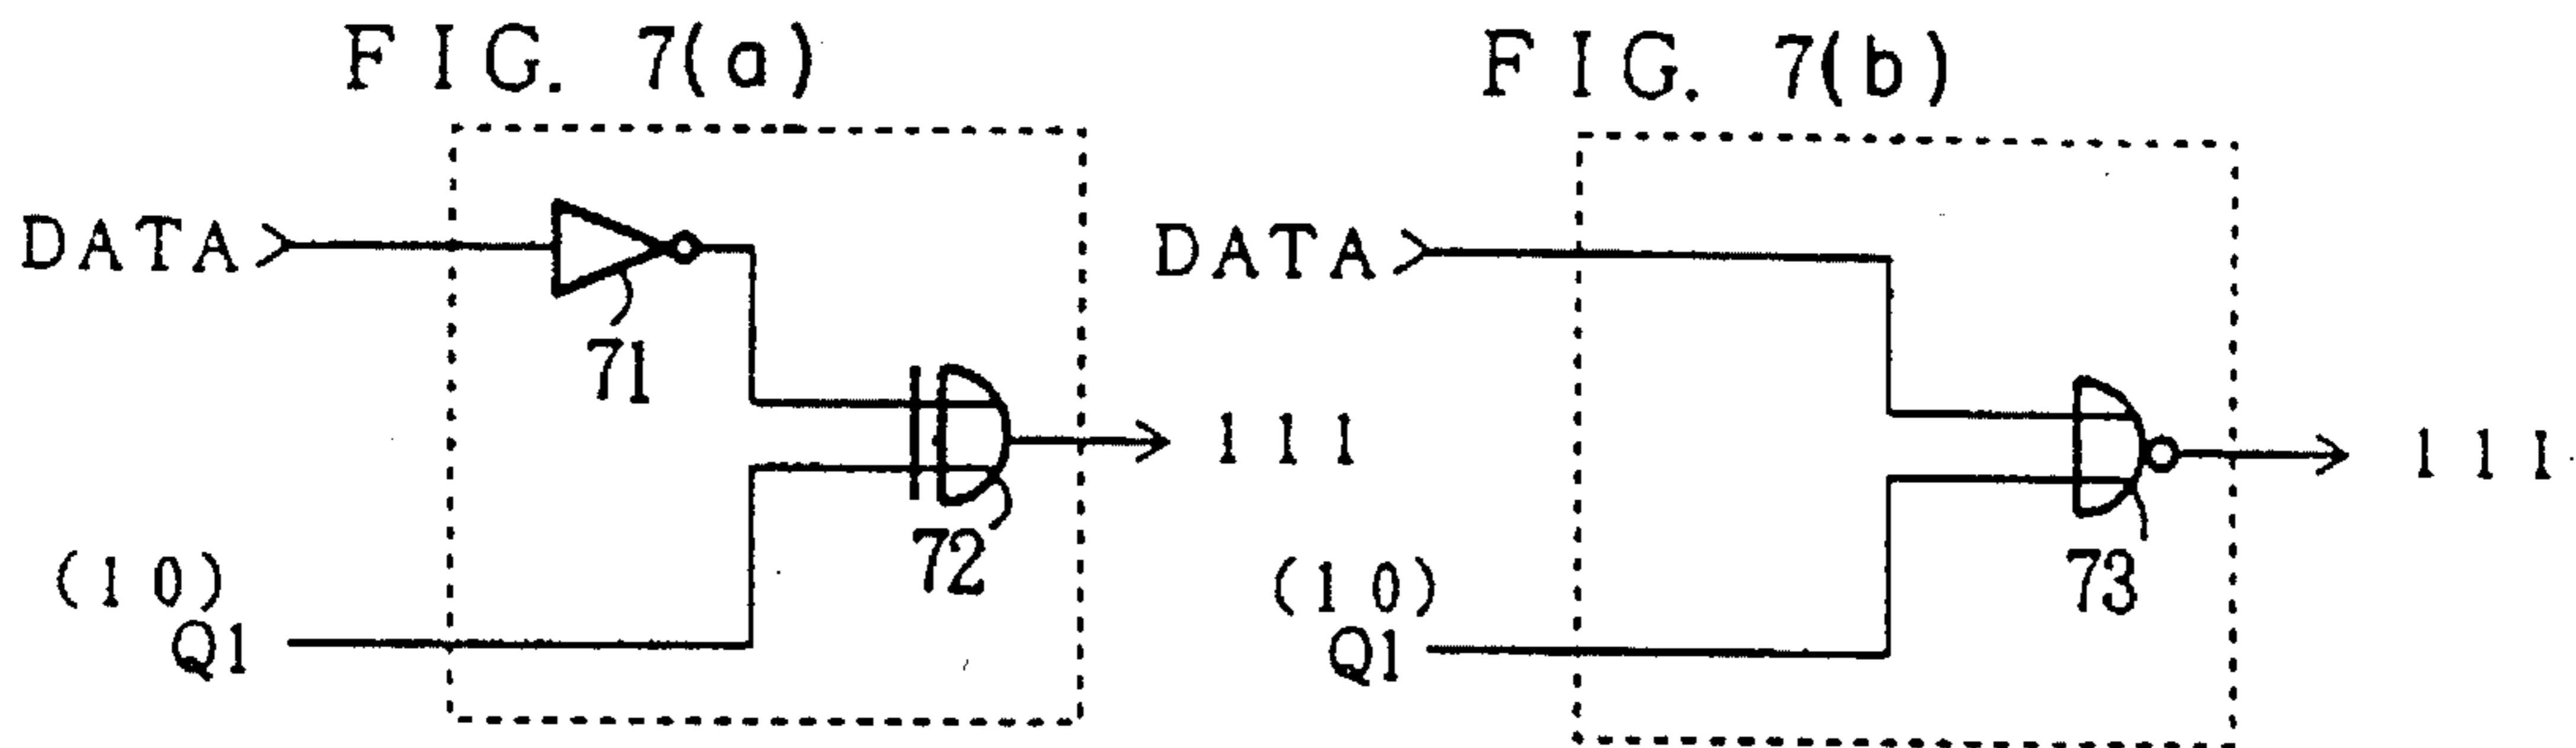 FIG. 7(a)
DATA
71
72
111
(10)
Q1
FIG. 7(b)
DATA
73
111
(10)
Q1